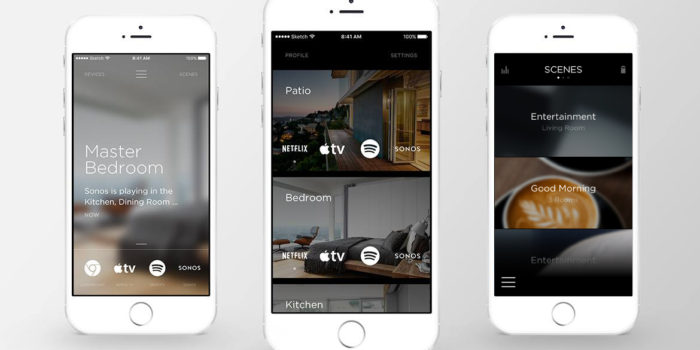 Sketch
8:41 AM
100%
DEVICES
SCENES
Master
Bedroom
Sonos is playing in the
Kitchen, Dining Room ...
NOW
tv
SONOS
Sketch
8:41 AM
100%
PROFILE
SETTINGS
Patio
NETFLIX
tv
SONOS
Bedroom
NETFLIX
tv
SONOS
Kitchen
SCENES
Entertainment
Living Room
Good Morning
3 Rooms
Entertainment